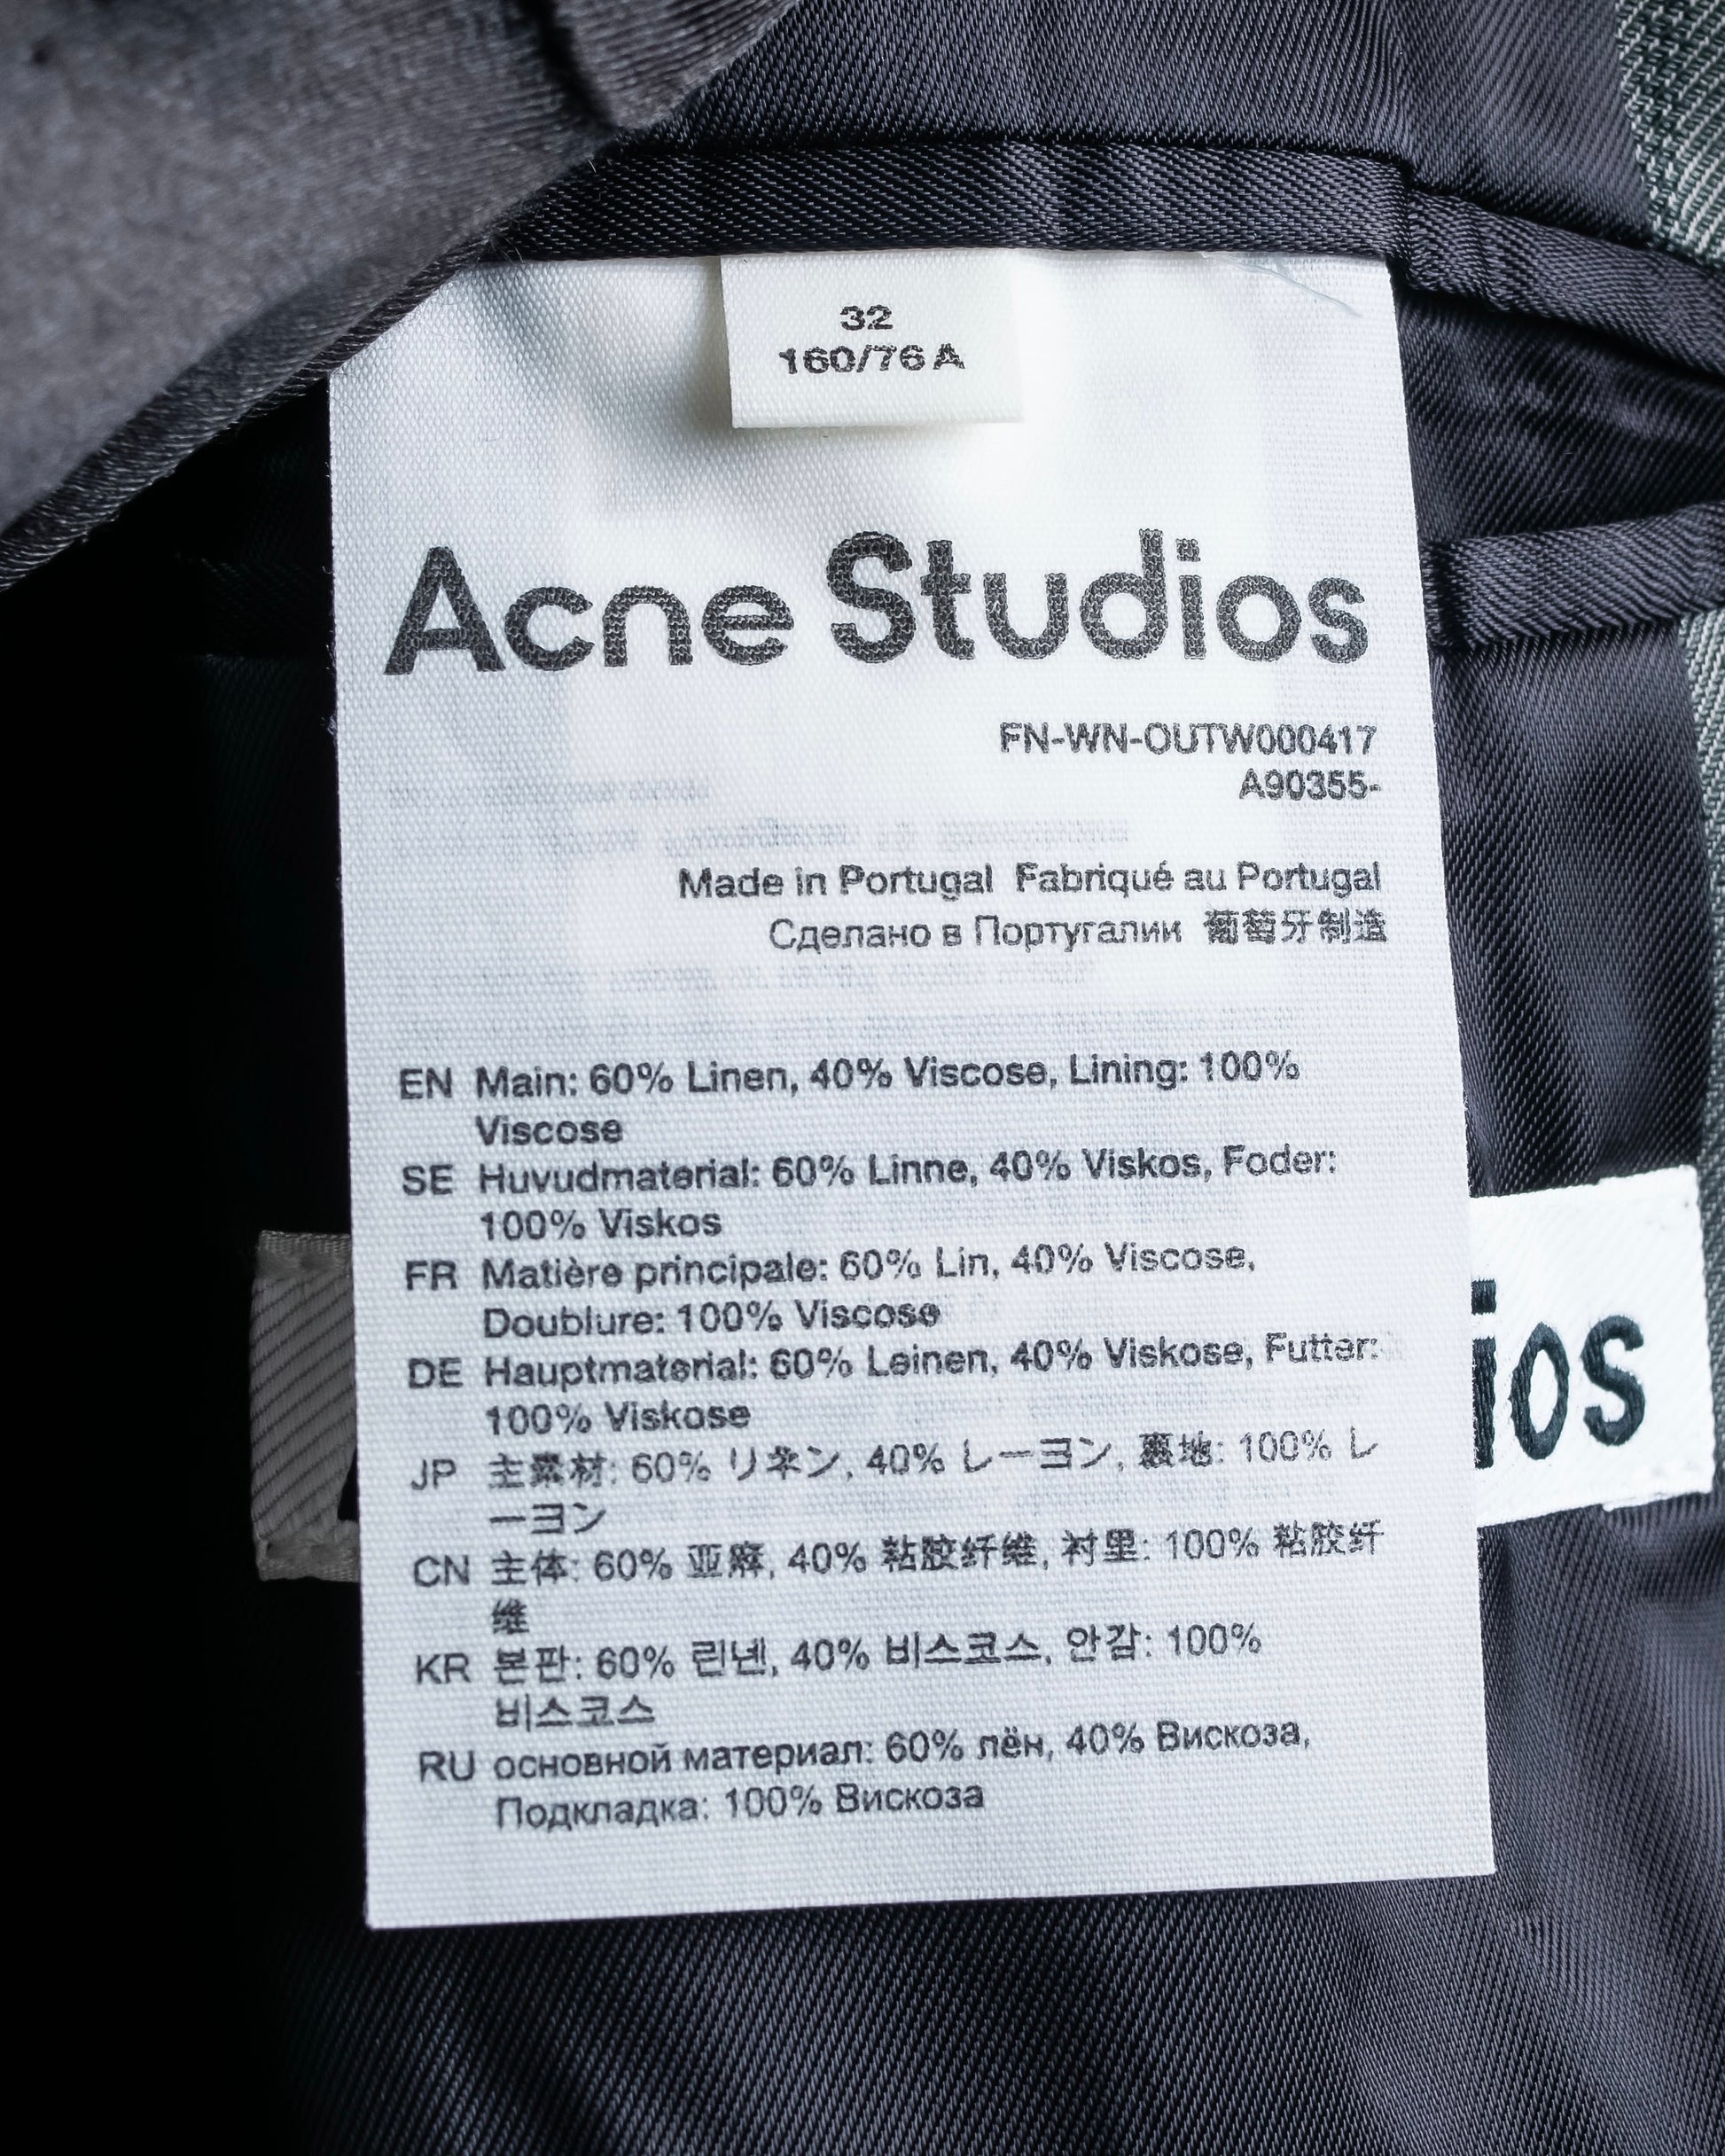 32
160/76A
Acne Studios
FN-WN-OUTW000417
A90355-
Made in Portugal Fabriqué au Portugal
Сделано в Португалии 葡萄牙制造
EN Main: 60% Linen, 40% Viscose, Lining: 100%
Viscose
SE Huvudmaterial: 60% Linne, 40% Viskos, Foder:
100% Viskos
FR Matière principale: 60% Lin, 40% Viscose,
Doublure: 100% Viscose
DE Hauptmaterial: 60% Leinen, 40% Viskose, Futter:
100% Viskose
JP 主素材: 60% リネン, 40% レーヨン, 裏地: 100% レ
ーヨン
CN 主体: 60% 亚麻, 40% 粘胶纤维, 衬里: 100% 粘胶纤
维
KR 본판: 60% 린넨, 40% 비스코스, 안감: 100%
비스코스
RU основной материал: 60% лён, 40% Вискоза,
Подкладка: 100% Вискоза
ios